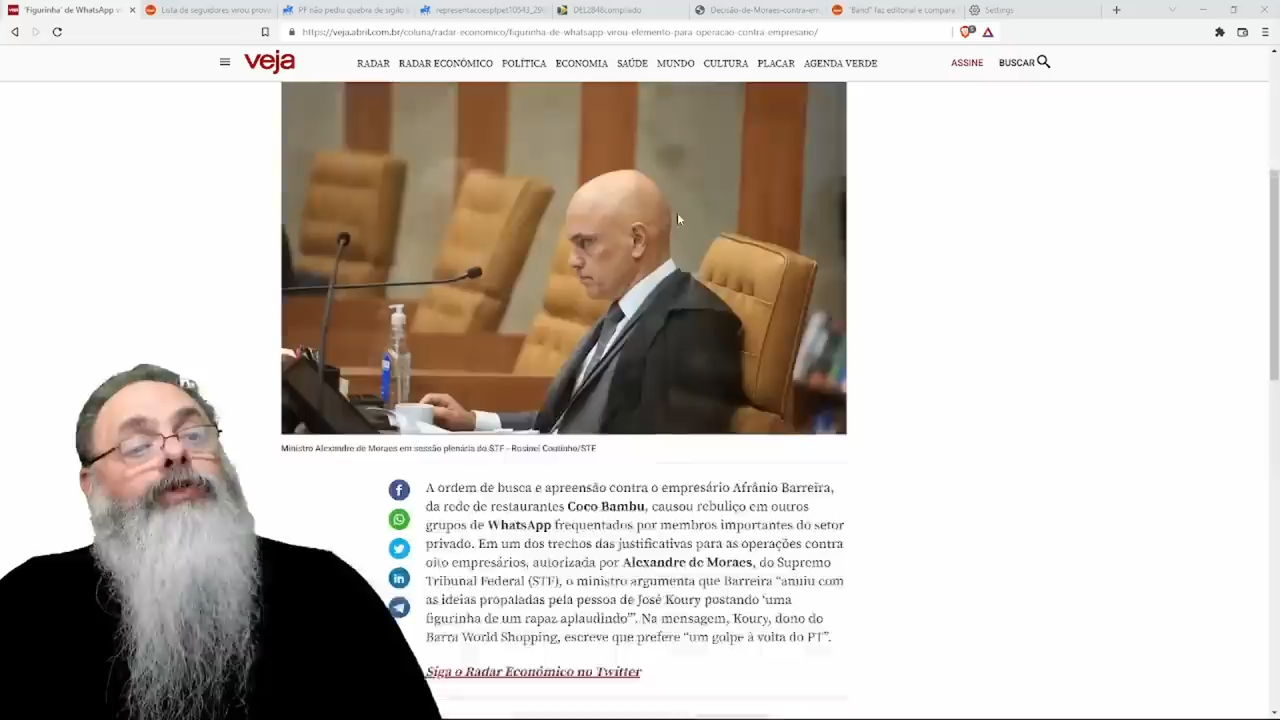 "Figurinha' de WhatsApp vi
Lista de seguidores virou prova
PF não pediu quebra de sigilo
representacoesptpet10543_290
DEL2848compilado
Decisão-de-Moraes-contra-em
"Band" faz editorial e compara
Settings
https://veja.abril.com.br/coluna/radar-economico/figurinha-de-whatsapp-virou-elemento-para-operacao-contra-empresario/
veja
RADAR
RADAR ECONÔMICO
POLÍTICA
ECONOMIA
SAÚDE
MUNDO
CULTURA
PLACAR
AGENDA VERDE
ASSINE
BUSCAR
Ministro Alexandre de Moraes em sessão plenária do STF - Rosinei Coutinho/STF
A ordem de busca e apreensão contra o empresário Afrânio Barreira,
da rede de restaurantes Coco Bambu, causou rebuliço em outros
grupos de WhatsApp frequentados por membros importantes do setor
privado. Em um dos trechos das justificativas para as operações contra
oito empresários, autorizada por Alexandre de Moraes, do Supremo
Tribunal Federal (STF), o ministro argumenta que Barreira “anuiu com
as ideias propaladas pela pessoa de José Koury postando ‘uma
figurinha de um rapaz aplaudindo’”. Na mensagem, Koury, dono do
Barra World Shopping, escreve que prefere “um golpe à volta do PT”.
Siga o Radar Econômico no Twitter